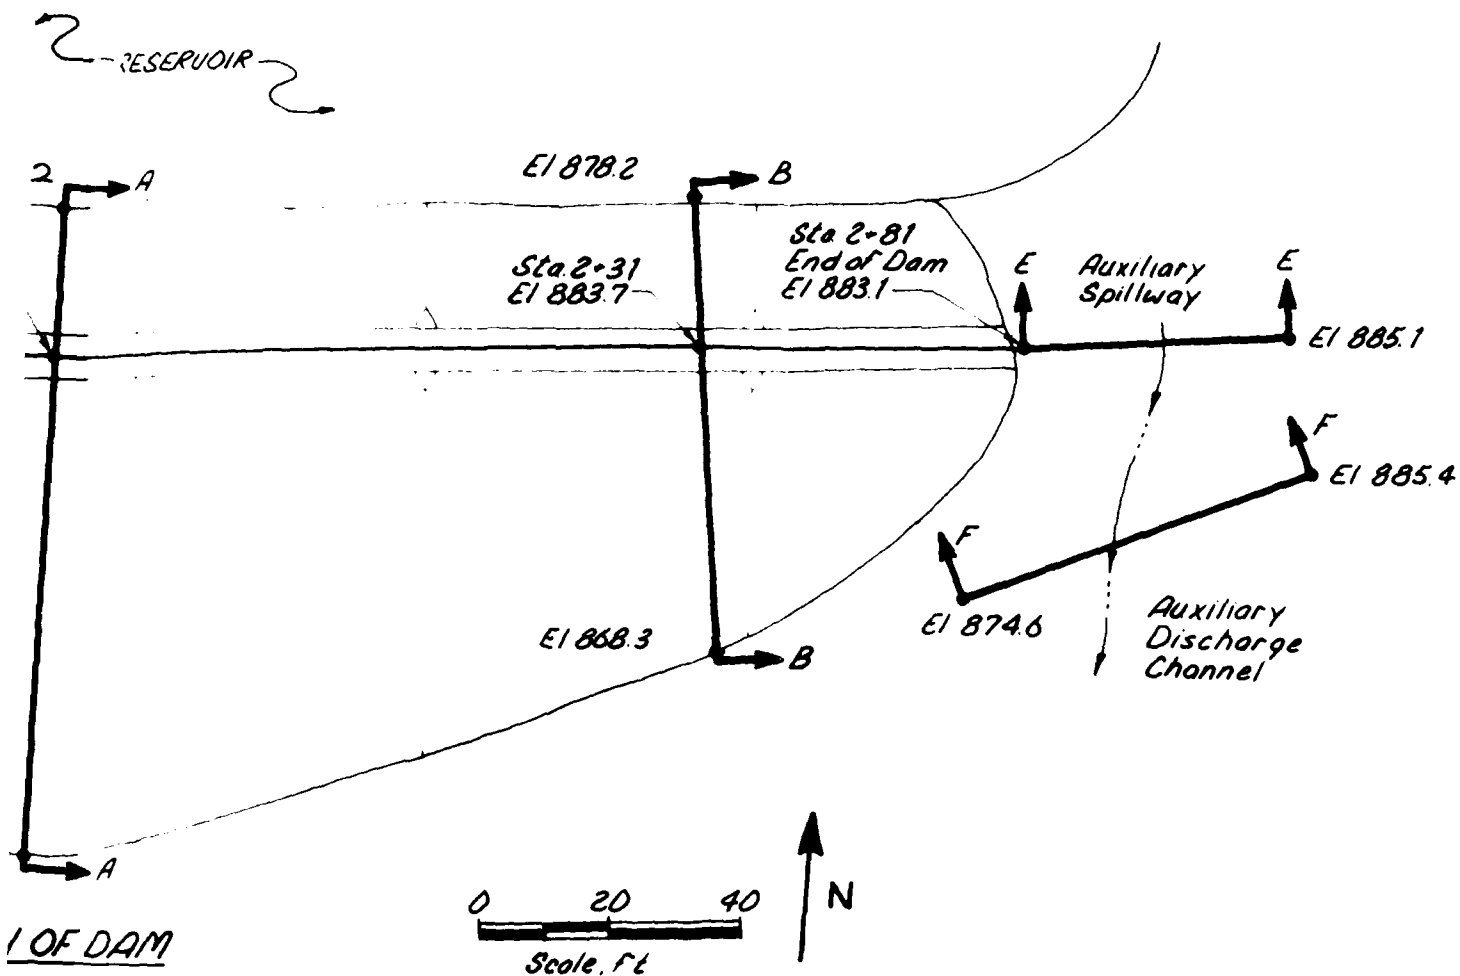 RESERVOIR
2
A
El 878.2
B
Sta. 2+81
End of Dam
El 883.1
Sta. 2+31
El 883.7
E
Auxiliary
Spillway
E
El 885.1
F
El 885.4
F
El 874.6
El 868.3
B
Auxiliary
Discharge
Channel
A
0 20 40
Scale, ft
N
OF DAM